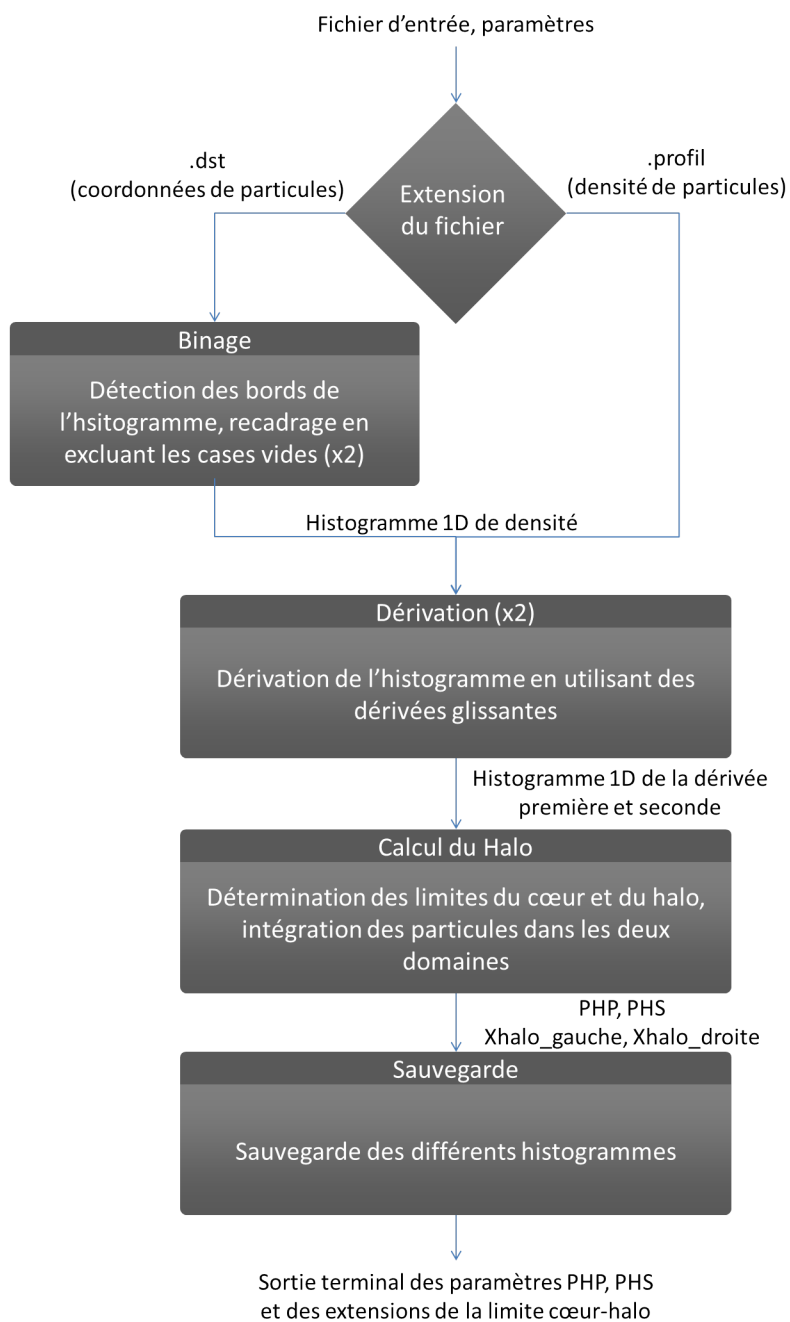 Fichier d'entrée, paramètres
.dst
(coordonnées de particules)
.profil
(densité de particules)
Extension
du fichier
Binage
Détection des bords de
l'hsitogramme, recadrage en
excluant les cases vides (x2)
Histogramme 1D de densité
Dérivation (x2)
Dérivation de l'histogramme en utilisant des
dérivées glissantes
Histogramme 1D de la dérivée
première et seconde
Calcul du Halo
Détermination des limites du cœur et du halo,
intégration des particules dans les deux
domaines
PHP, PHS
Xhalo_gauche, Xhalo_droite
Sauvegarde
Sauvegarde des différents histogrammes
Sortie terminal des paramètres PHP, PHS
et des extensions de la limite cœur-halo